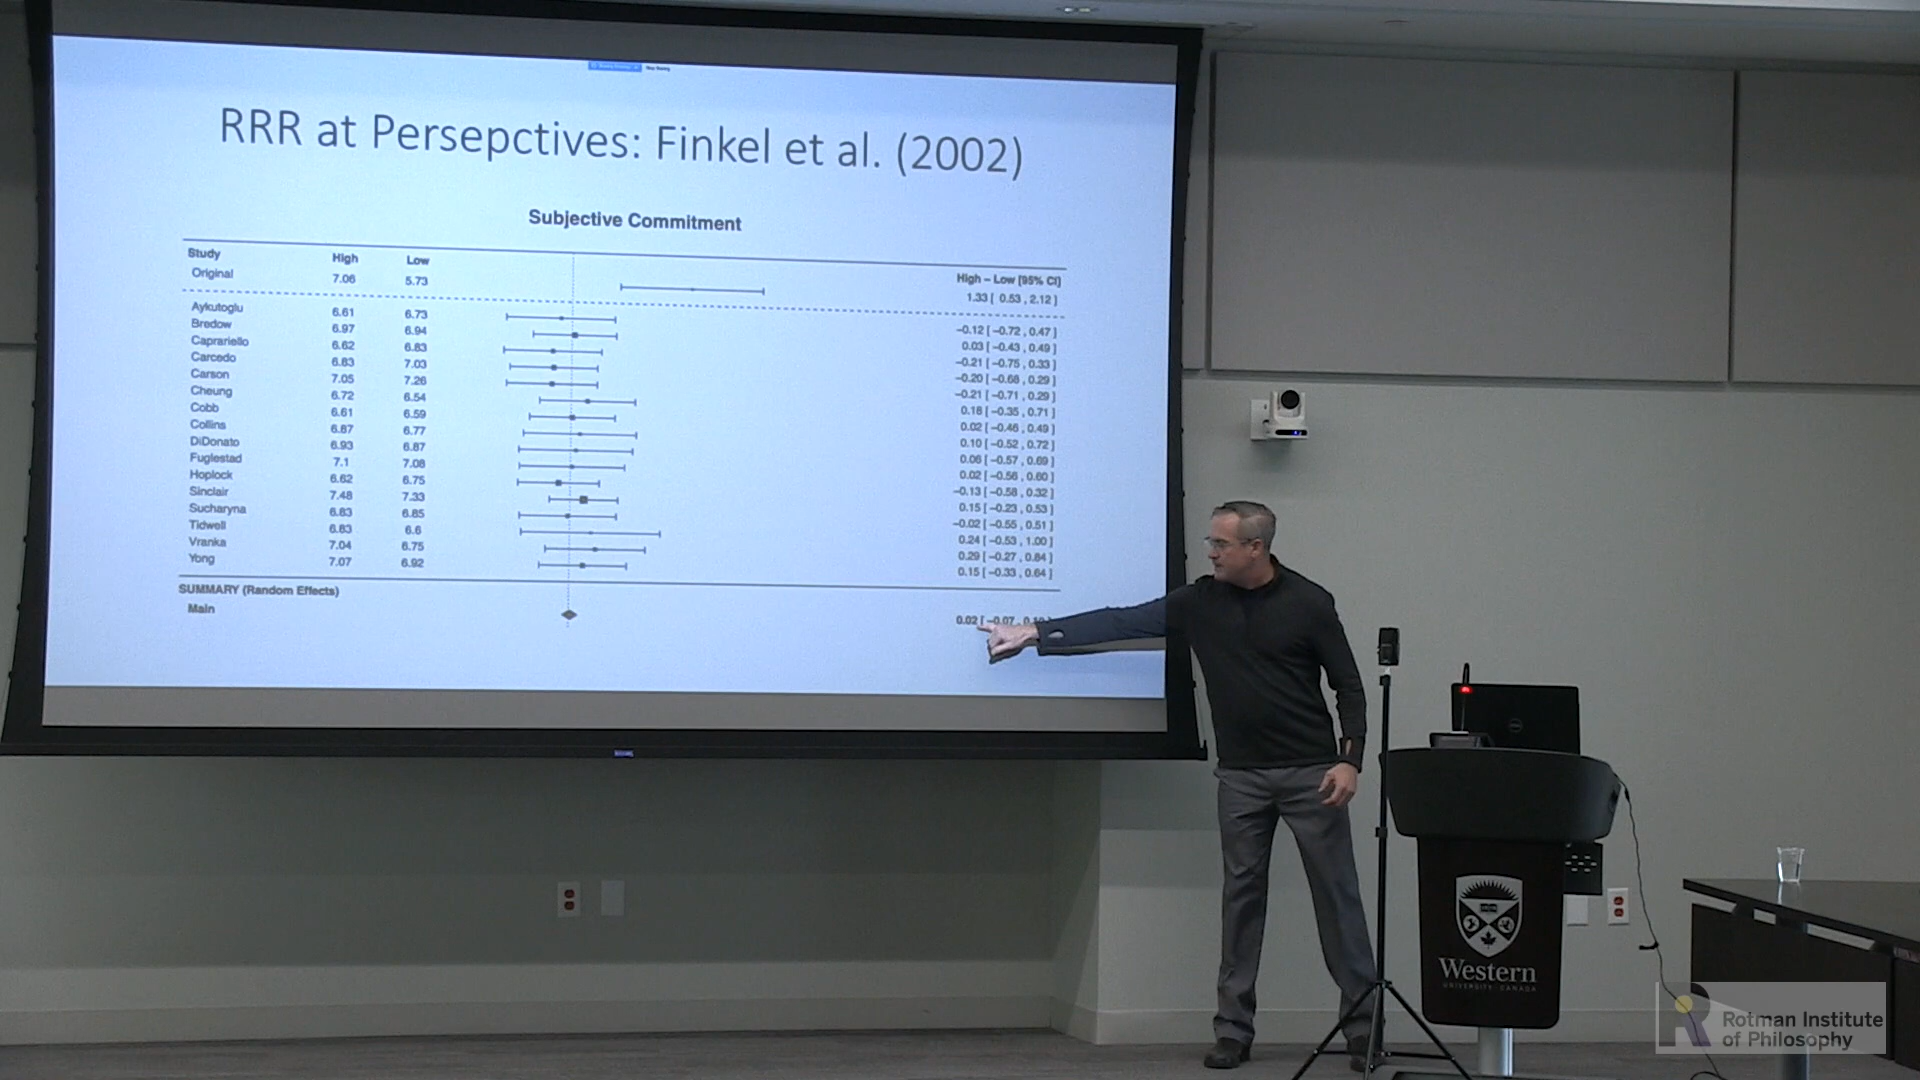 RRR at Persepctives: Finkel et al. (2002)
Subjective Commitment
Study High Low High – Low [95% CI]
Original 7.06 5.73 1.33 [ 0.53 , 2.12 ]
Aykutoglu 6.61 6.73 −0.12 [ −0.72 , 0.47 ]
Bredow 6.97 6.94 0.03 [ −0.43 , 0.49 ]
Caprariello 6.62 6.83 −0.21 [ −0.75 , 0.33 ]
Carcedo 6.83 7.03 −0.20 [ −0.68 , 0.29 ]
Carson 7.05 7.26 −0.21 [ −0.71 , 0.29 ]
Cheung 6.72 6.54 0.18 [ −0.35 , 0.71 ]
Cobb 6.61 6.59 0.02 [ −0.46 , 0.49 ]
Collins 6.87 6.77 0.10 [ −0.52 , 0.72 ]
DiDonato 6.93 6.87 0.06 [ −0.57 , 0.69 ]
Fuglestad 7.1 7.08 0.02 [ −0.56 , 0.60 ]
Hoplock 6.62 6.75 −0.13 [ −0.58 , 0.32 ]
Sinclair 7.48 7.33 0.15 [ −0.23 , 0.53 ]
Sucharyna 6.83 6.85 −0.02 [ −0.55 , 0.51 ]
Tidwell 6.83 6.6 0.24 [ −0.53 , 1.00 ]
Vranka 7.04 6.75 0.29 [ −0.27 , 0.84 ]
Yong 7.07 6.92 0.15 [ −0.33 , 0.64 ]
SUMMARY (Random Effects)
Main 0.02 [ −0.07 ,
Western
UNIVERSITY · CANADA
Rotman Institute
of Philosophy